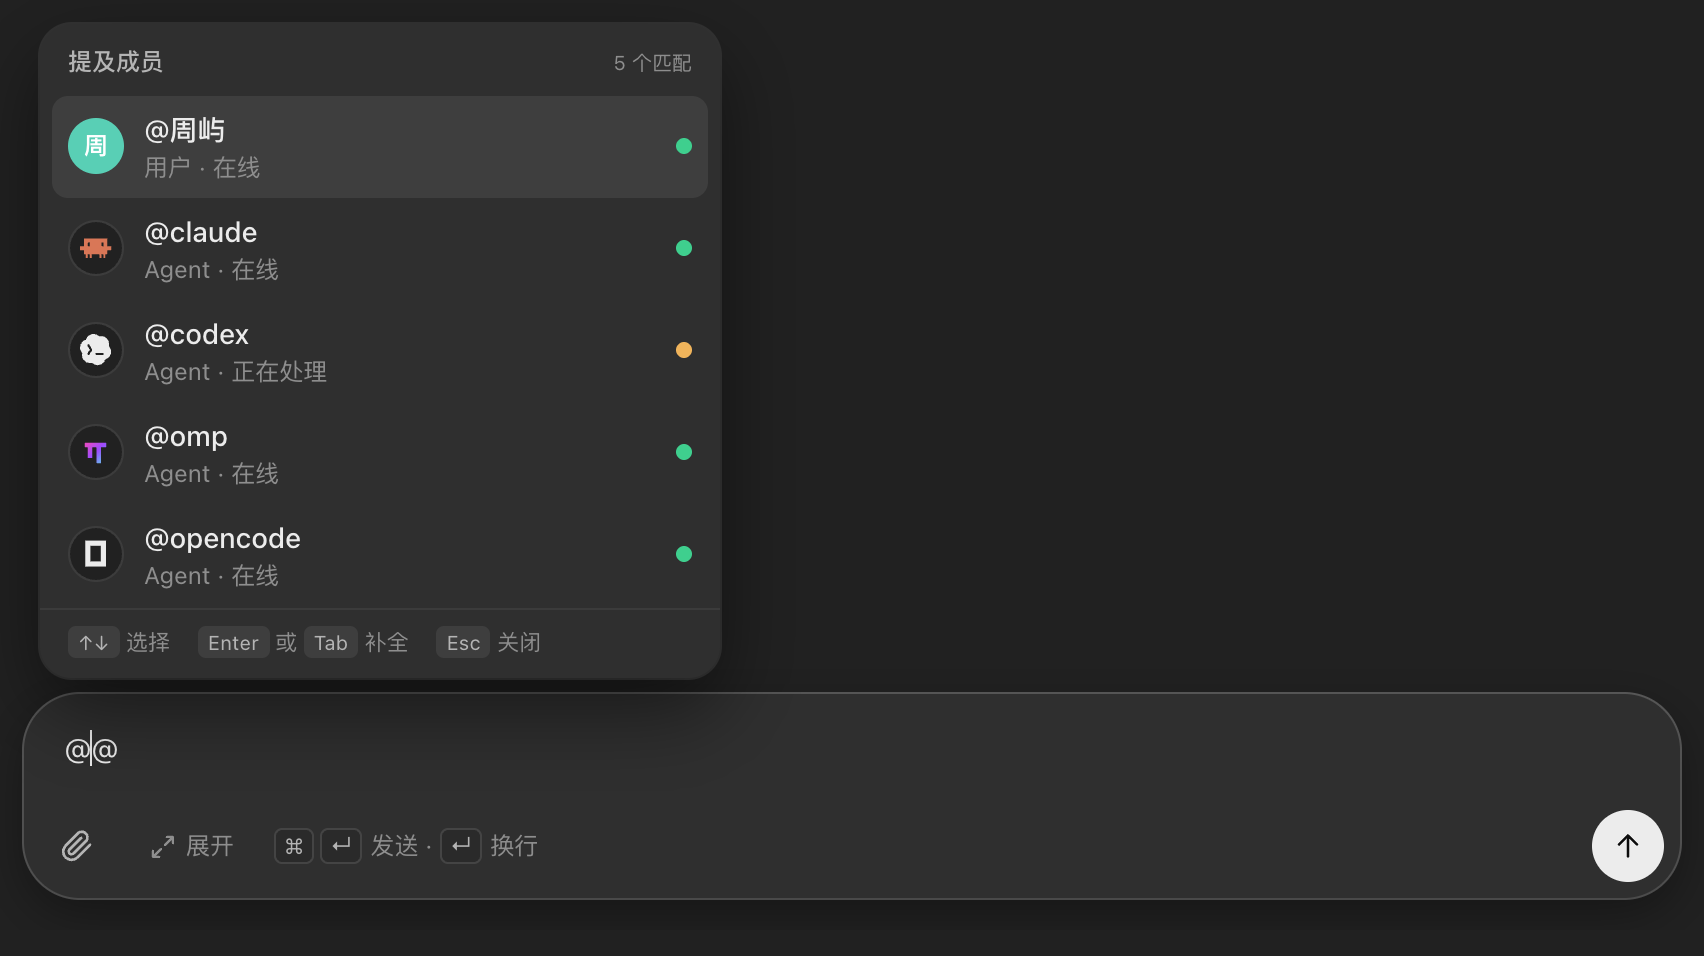 提及成员 5 个匹配
周 @周屿
用户 · 在线
@claude
Agent · 在线
@codex
Agent · 正在处理
@omp
Agent · 在线
@opencode
Agent · 在线
↑↓ 选择 Enter 或 Tab 补全 Esc 关闭
@@
展开 ⌘ ↵ 发送 · ↵ 换行